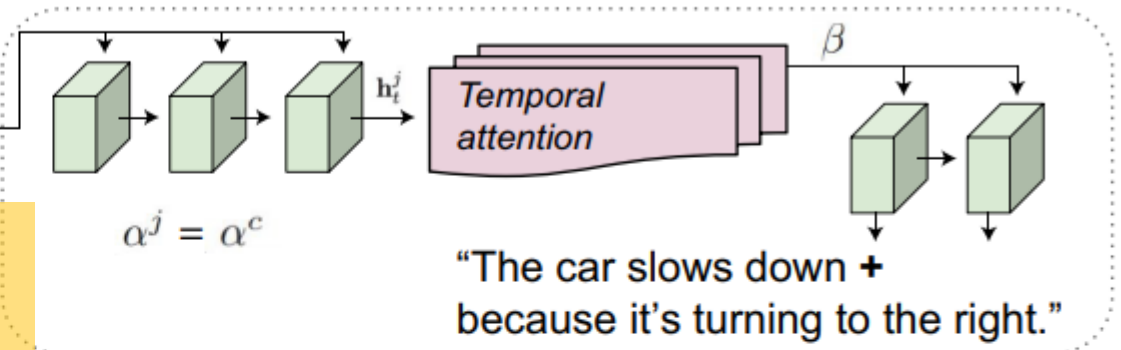 β
h_t^j
Temporal
attention
α^j = α^c
“The car slows down +
because it’s turning to the right.”